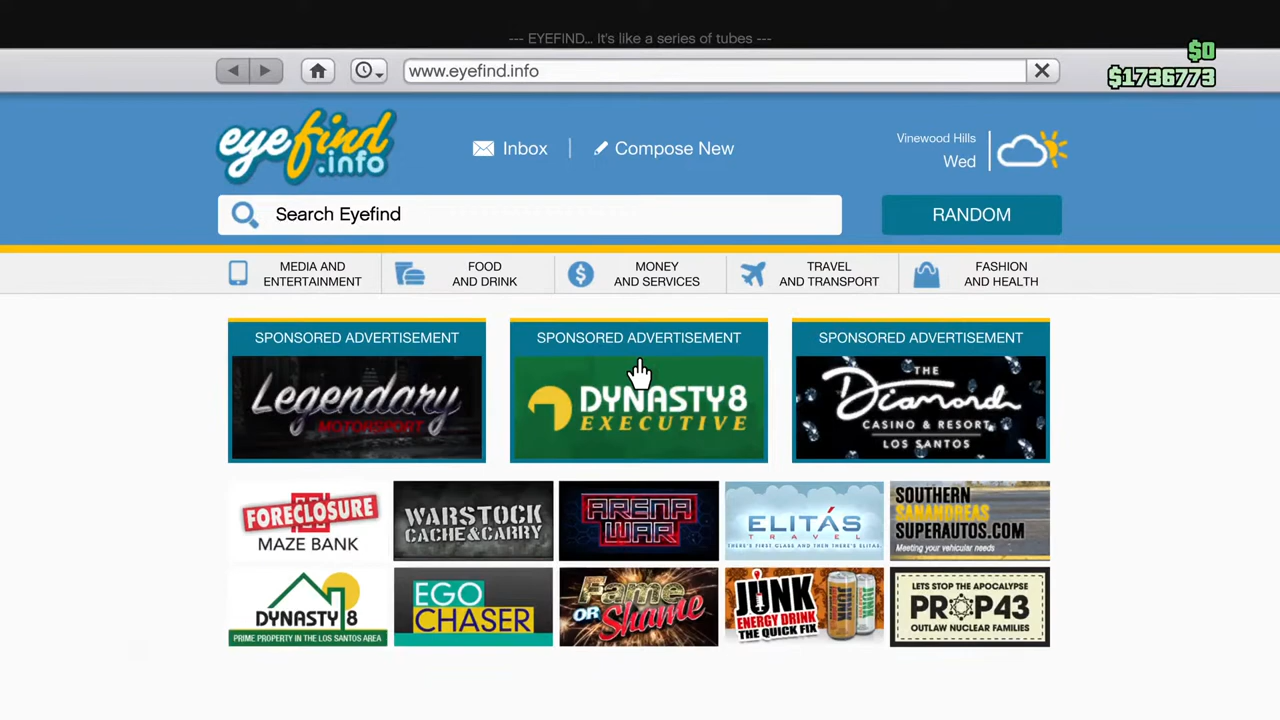 --- EYEFIND... It's like a series of tubes ---
$0
$1736773
www.eyefind.info
eyefind
.info
Inbox
Compose New
Vinewood Hills
Wed
Search Eyefind
RANDOM
MEDIA AND
ENTERTAINMENT
FOOD
AND DRINK
MONEY
AND SERVICES
TRAVEL
AND TRANSPORT
FASHION
AND HEALTH
SPONSORED ADVERTISEMENT
Legendary
MOTORSPORT
SPONSORED ADVERTISEMENT
DYNASTY8
EXECUTIVE
SPONSORED ADVERTISEMENT
THE
Diamond
CASINO & RESORT
LOS SANTOS
FORECLOSURE
MAZE BANK
WARSTOCK
CACHE&CARRY
ARENA
WAR
ELITÁS
TRAVEL
THERE'S FIRST CLASS AND THEN THERE'S ELITAS.
SOUTHERN
SANANDREAS
SUPERAUTOS.COM
Meeting your vehicular needs
DYNASTY 8
PRIME PROPERTY IN THE LOS SANTOS AREA
EGO
CHASER
Fame
OR Shame
JUNK
ENERGY DRINK
THE QUICK FIX
LETS STOP THE APOCALYPSE
PROP43
OUTLAW NUCLEAR FAMILIES